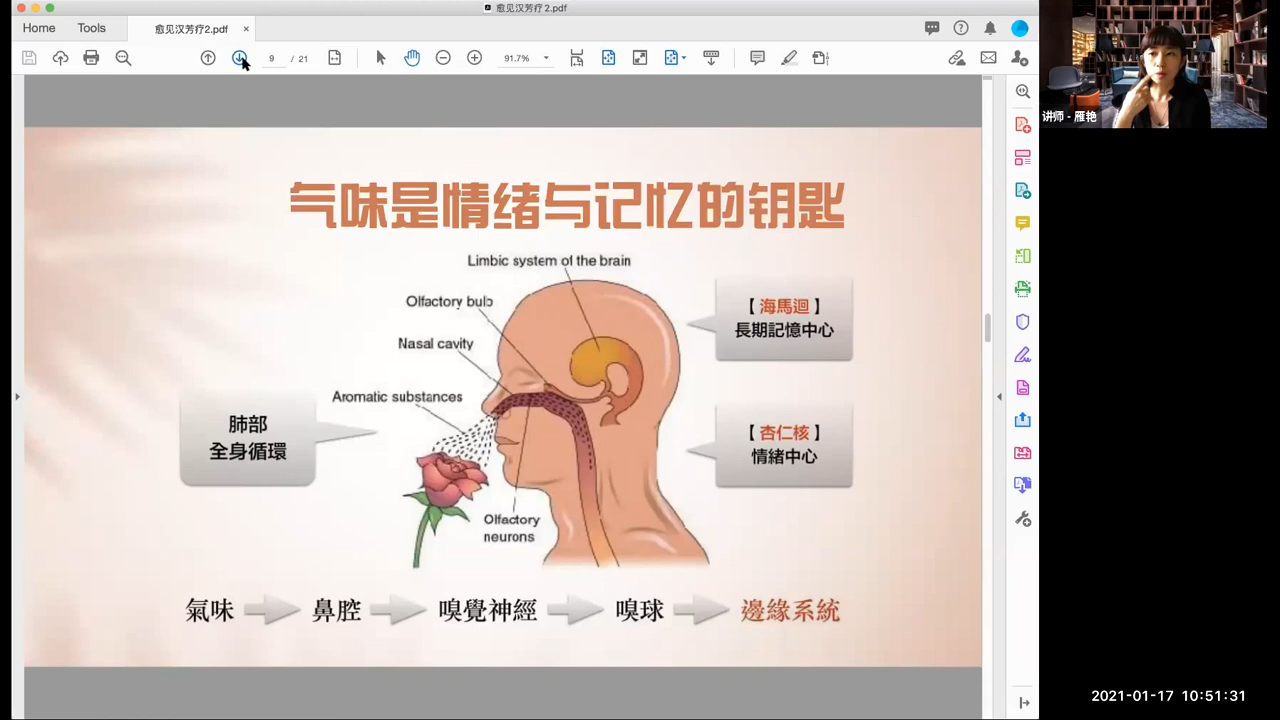 愈见汉芳疗 2.pdf
Home
Tools
愈见汉芳疗2.pdf
×
9
/ 21
91.7%
讲师 - 雁艳
气味是情绪与记忆的钥匙
Limbic system of the brain
Olfactory bulb
Nasal cavity
Aromatic substances
Olfactory
neurons
【 海馬迴 】
長期記憶中心
【 杏仁核 】
情緒中心
肺部
全身循環
氣味
鼻腔
嗅覺神經
嗅球
邊緣系統
2021-01-17 10:51:31